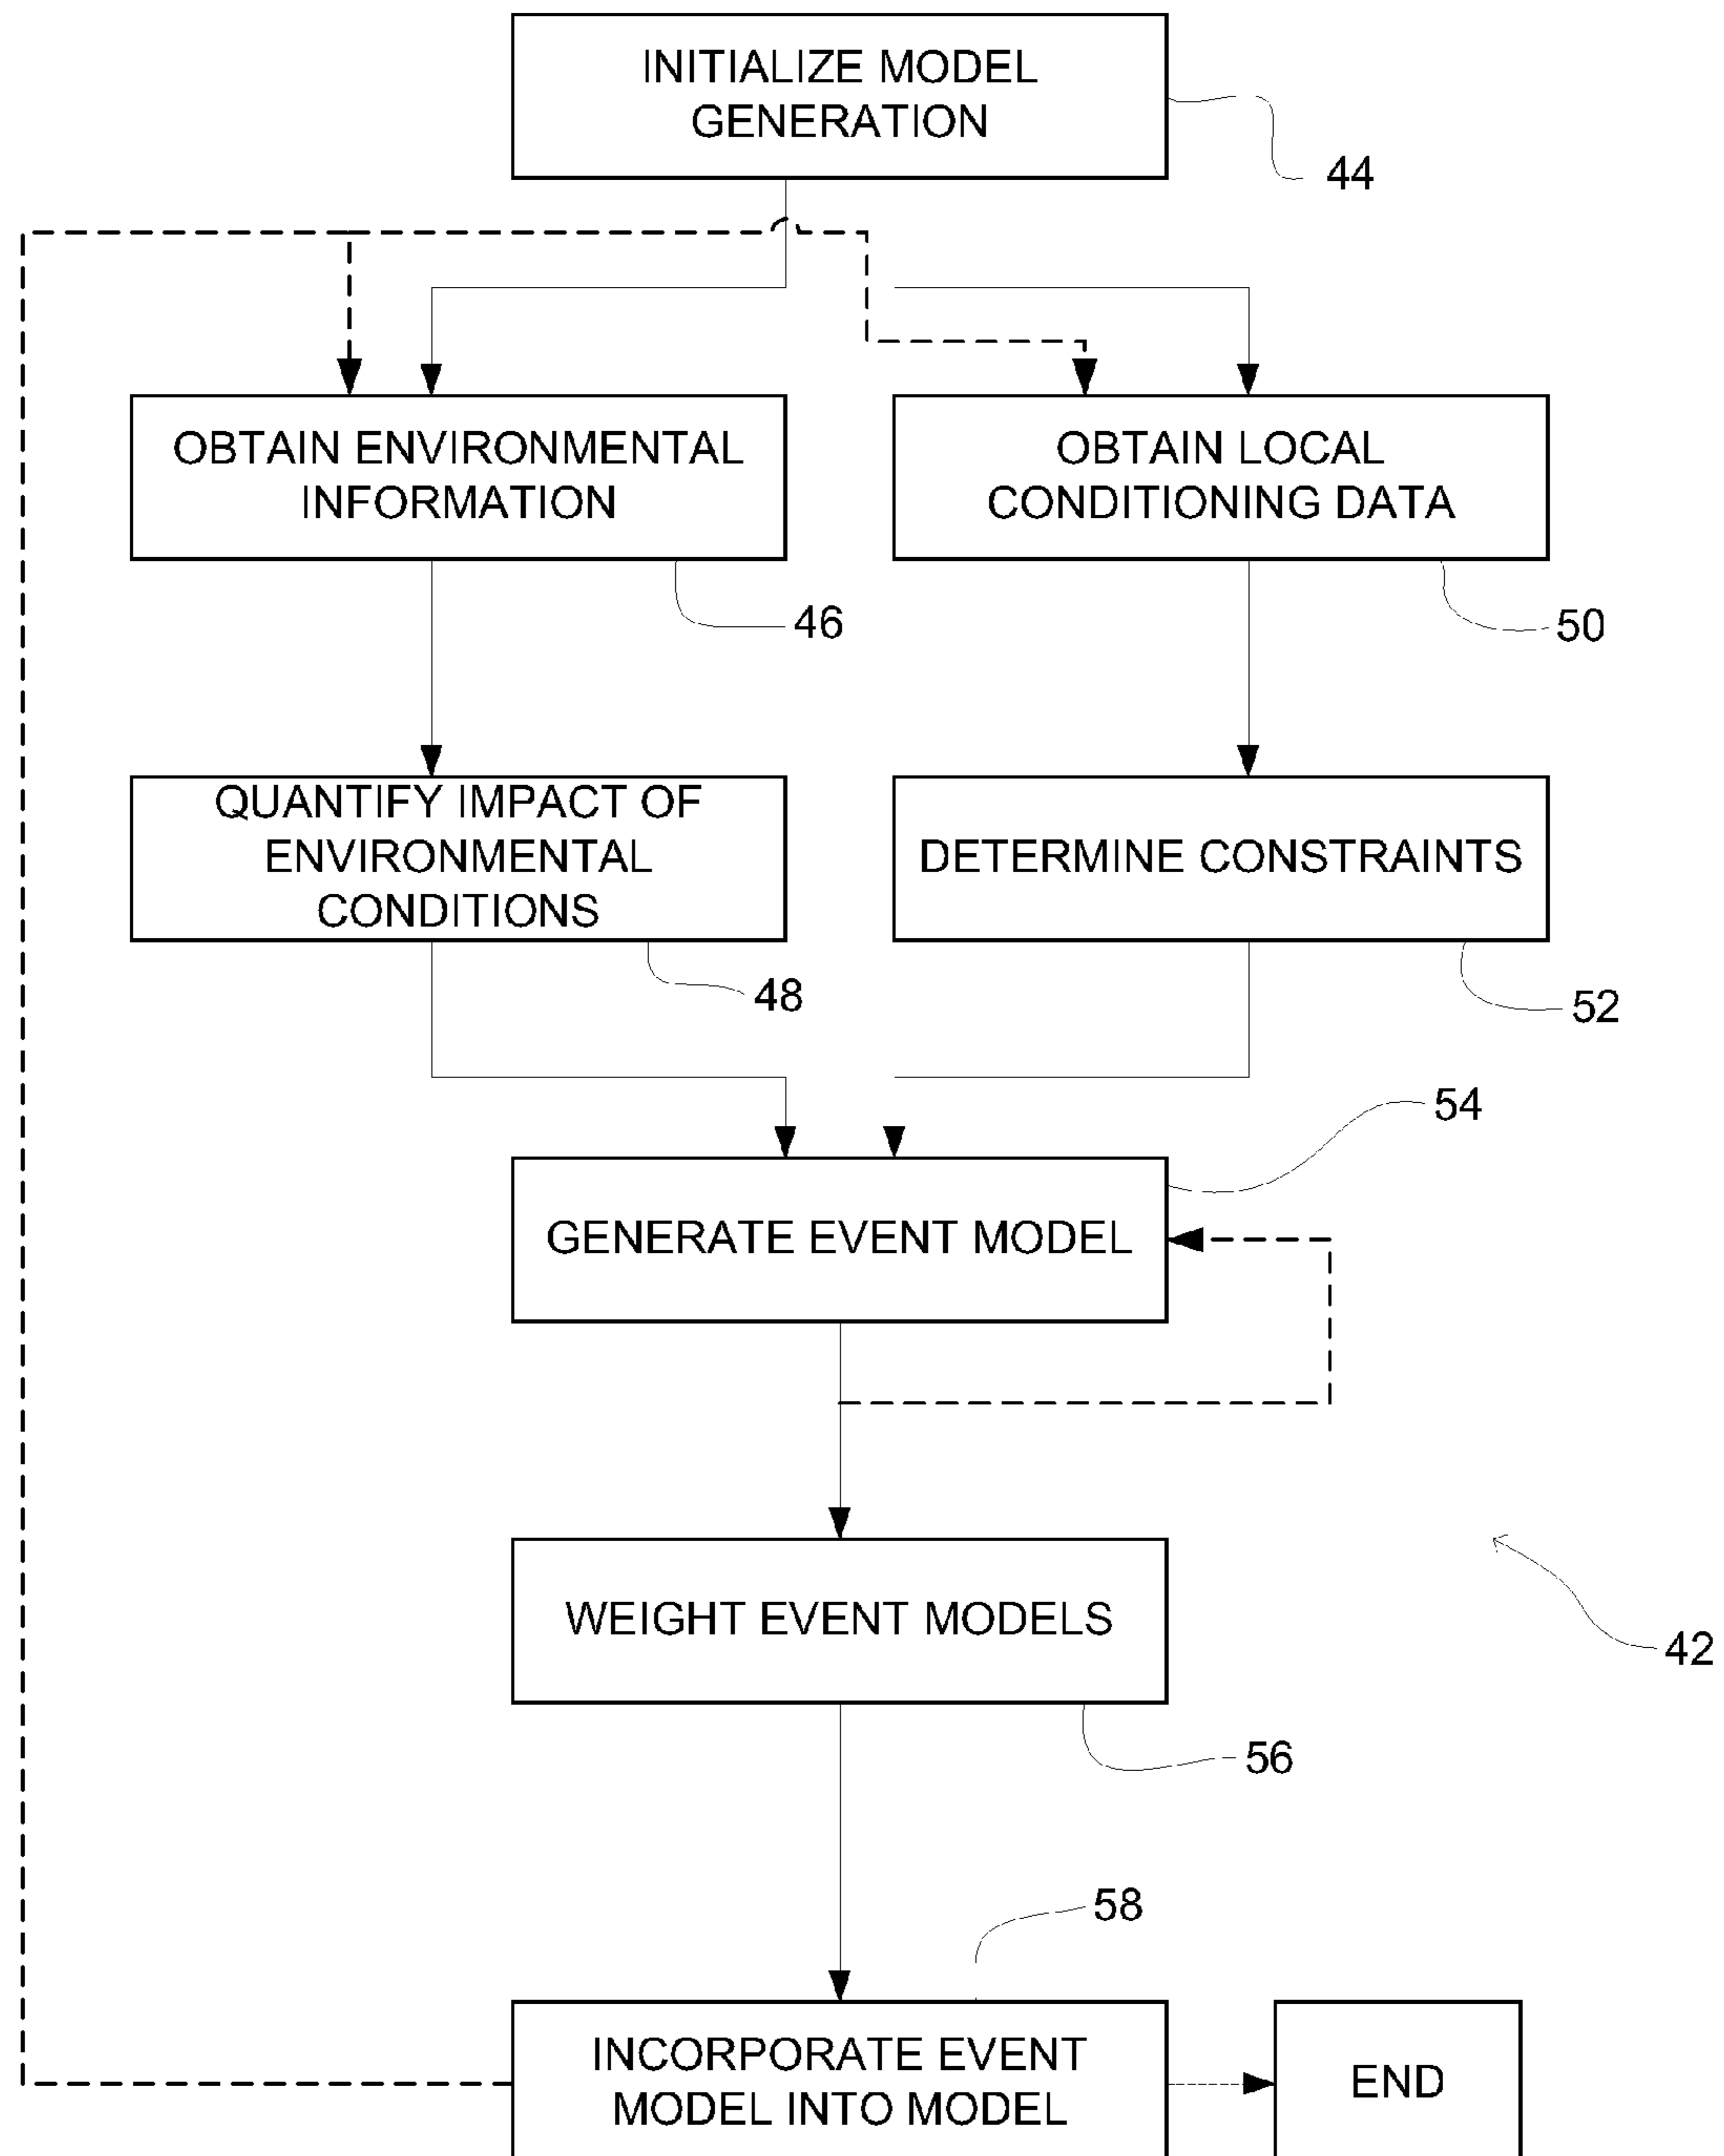 INITIALIZE MODEL
GENERATION
44
OBTAIN ENVIRONMENTAL
INFORMATION
46
OBTAIN LOCAL
CONDITIONING DATA
50
QUANTIFY IMPACT OF
ENVIRONMENTAL
CONDITIONS
48
DETERMINE CONSTRAINTS
52
54
GENERATE EVENT MODEL
WEIGHT EVENT MODELS
42
56
58
INCORPORATE EVENT
MODEL INTO MODEL
END